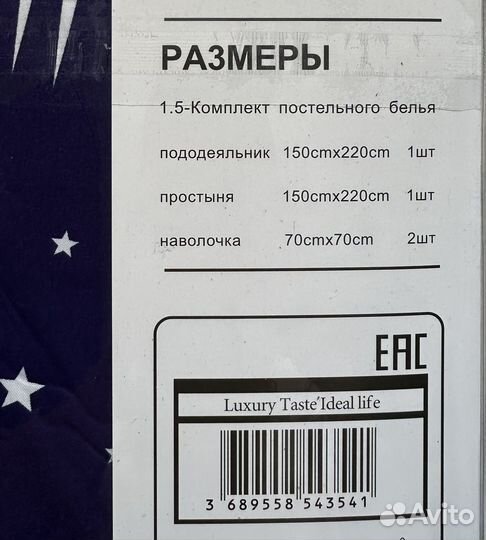 РАЗМЕРЫ
1.5-Комплект постельного белья
пододеяльник 150cmx220cm 1шт
простыня 150cmx220cm 1шт
наволочка 70cmx70cm 2шт
EAC
Luxury Taste'Ideal life
3 689558 543541
Avito